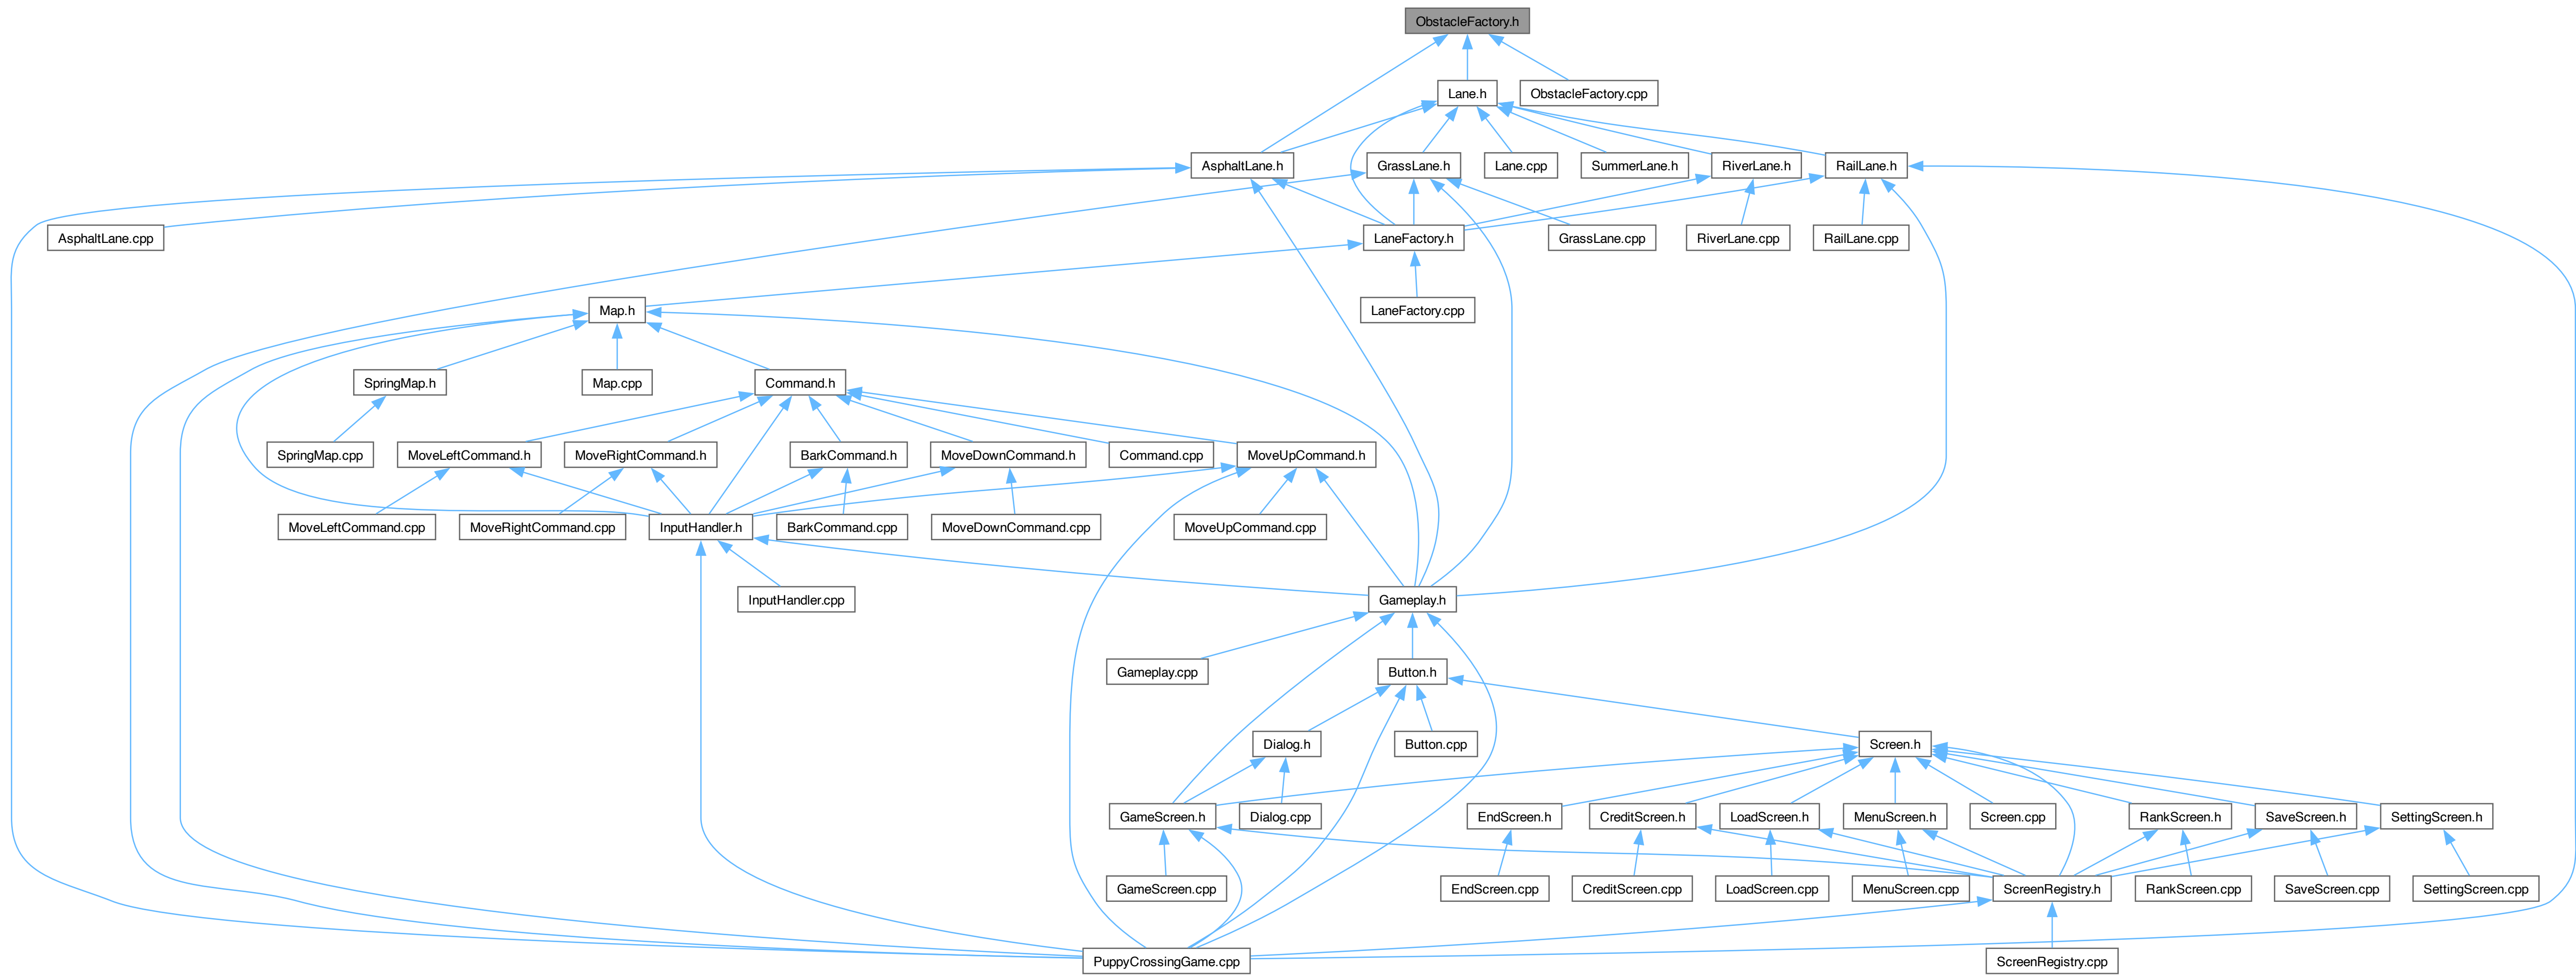 ObstacleFactory.h
Lane.h
ObstacleFactory.cpp
AsphaltLane.h
GrassLane.h
Lane.cpp
SummerLane.h
RiverLane.h
RailLane.h
AsphaltLane.cpp
LaneFactory.h
GrassLane.cpp
RiverLane.cpp
RailLane.cpp
Map.h
LaneFactory.cpp
SpringMap.h
Map.cpp
Command.h
SpringMap.cpp
MoveLeftCommand.h
MoveRightCommand.h
BarkCommand.h
MoveDownCommand.h
Command.cpp
MoveUpCommand.h
MoveLeftCommand.cpp
MoveRightCommand.cpp
InputHandler.h
BarkCommand.cpp
MoveDownCommand.cpp
MoveUpCommand.cpp
InputHandler.cpp
Gameplay.h
Gameplay.cpp
Button.h
Dialog.h
Button.cpp
Screen.h
GameScreen.h
Dialog.cpp
EndScreen.h
CreditScreen.h
LoadScreen.h
MenuScreen.h
Screen.cpp
RankScreen.h
SaveScreen.h
SettingScreen.h
GameScreen.cpp
EndScreen.cpp
CreditScreen.cpp
LoadScreen.cpp
MenuScreen.cpp
ScreenRegistry.h
RankScreen.cpp
SaveScreen.cpp
SettingScreen.cpp
PuppyCrossingGame.cpp
ScreenRegistry.cpp